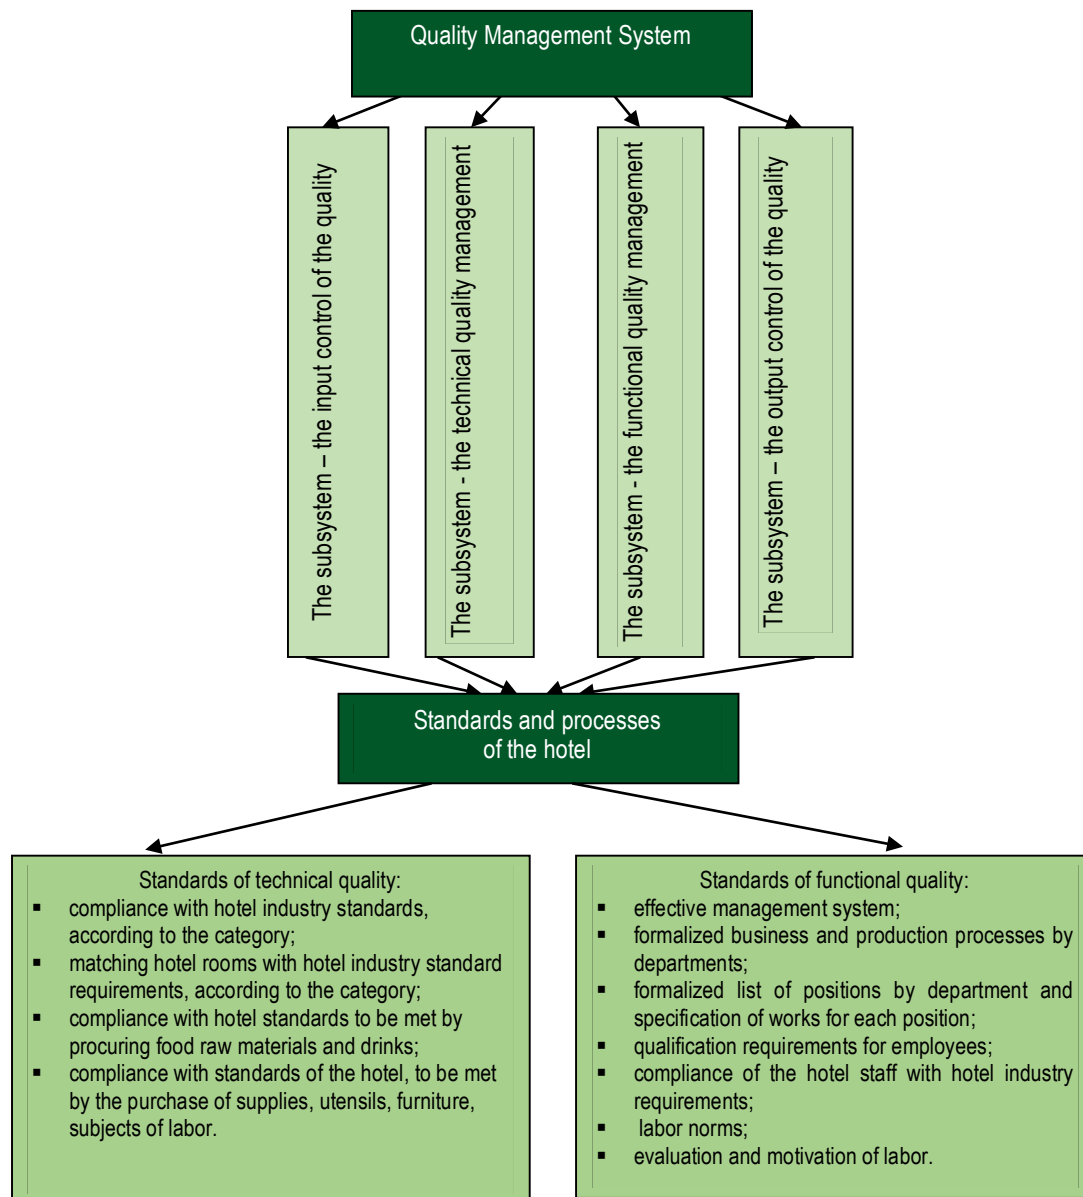 Quality Management System
The subsystem – the input control of the quality
The subsystem - the technical quality management
The subsystem - the functional quality management
The subsystem – the output control of the quality
Standards and processes
of the hotel
Standards of technical quality:
▪ compliance with hotel industry standards,
according to the category;
▪ matching hotel rooms with hotel industry standard
requirements, according to the category;
▪ compliance with hotel standards to be met by
procuring food raw materials and drinks;
▪ compliance with standards of the hotel, to be met
by the purchase of supplies, utensils, furniture,
subjects of labor.
Standards of functional quality:
▪ effective management system;
▪ formalized business and production processes by
departments;
▪ formalized list of positions by department and
specification of works for each position;
▪ qualification requirements for employees;
▪ compliance of the hotel staff with hotel industry
requirements;
▪ labor norms;
▪ evaluation and motivation of labor.